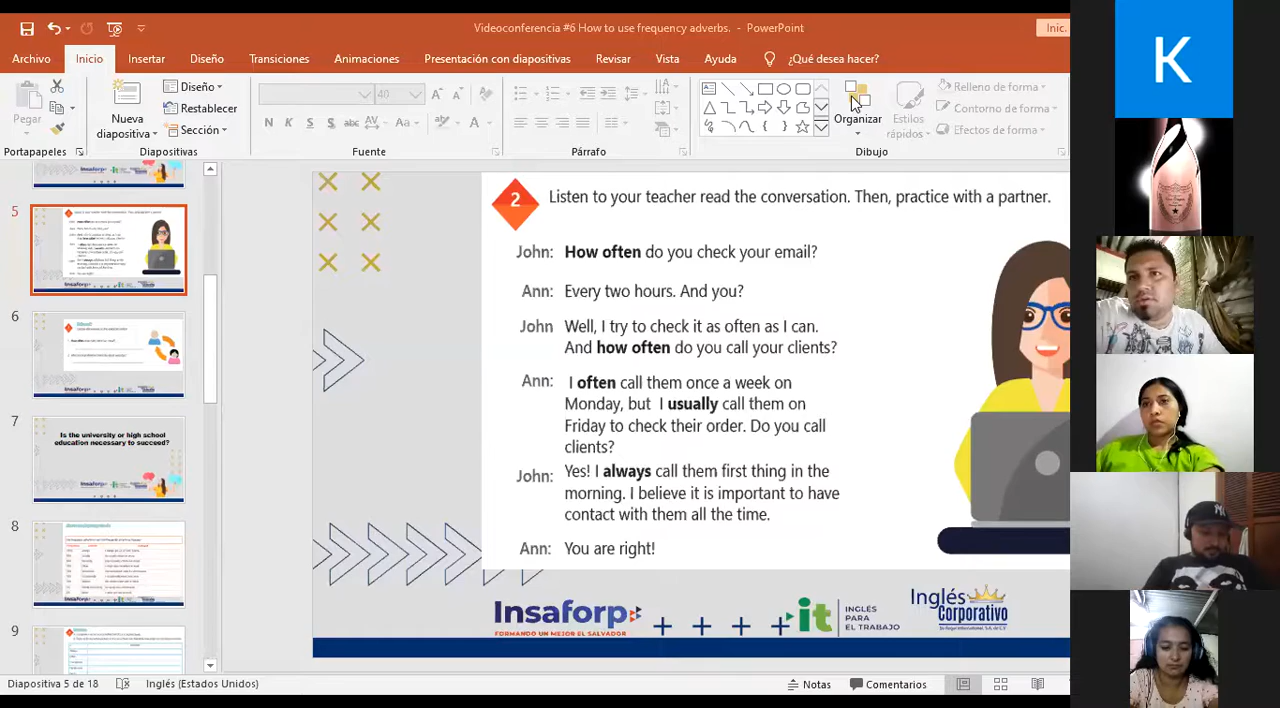 Videoconferencia #6 How to use frequency adverbs. - PowerPoint
Inic.
Archivo Inicio Insertar Diseño Transiciones Animaciones Presentación con diapositivas Revisar Vista Ayuda ¿Qué desea hacer?
Pegar
Nueva diapositiva
Diseño
Restablecer
Sección
40
N K S S abc AV Aa A
Organizar
Estilos rápidos
Relleno de forma
Contorno de forma
Efectos de forma
Portapapeles Diapositivas Fuente Párrafo Dibujo
K
5
6
7
Is the university or high school
education necessary to succeed?
8
9
2
Listen to your teacher read the conversation. Then, practice with a partner.
John: How often do you check your email?
Ann: Every two hours. And you?
John Well, I try to check it as often as I can.
And how often do you call your clients?
Ann: I often call them once a week on
Monday, but I usually call them on
Friday to check their order. Do you call
clients?
John: Yes! I always call them first thing in the
morning. I believe it is important to have
contact with them all the time.
Ann: You are right!
Insaforp
FORMANDO UN MEJOR EL SALVADOR
it
INGLÉS
PARA
EL TRABAJO
Inglés
Corporativo
Diapositiva 5 de 18 Inglés (Estados Unidos) Notas Comentarios